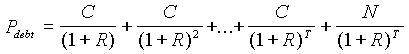 P_debt = C/(1 + R) + C/(1 + R)^2 +...+ C/(1 + R)^T + N/(1 + R)^T